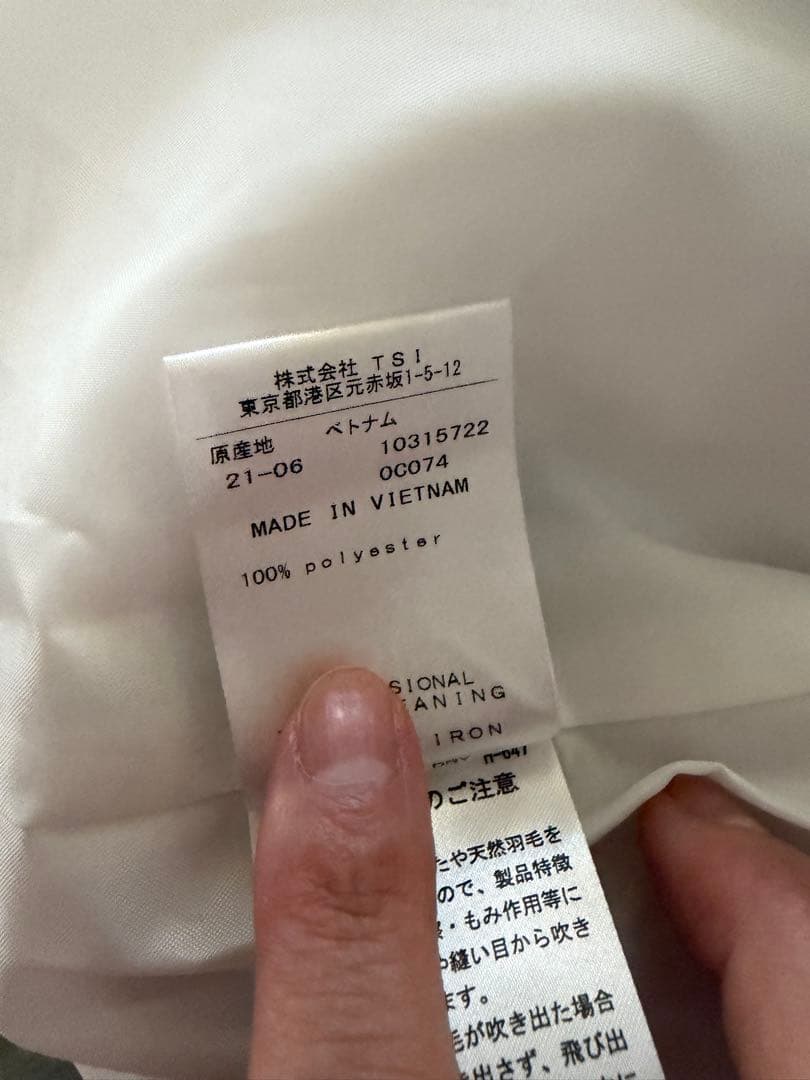 株式会社 TSI
東京都港区元赤坂1-5-12
原産地 ベトナム
21-06 10315722
0C074
MADE IN VIETNAM
100% polyester
SIONAL
EANING
IRON
のご注意
や天然羽毛を
ので、製品特徴
・もみ作用等に
縫い目から吹き
ます。
毛が吹き出た場合
出さず、飛び出